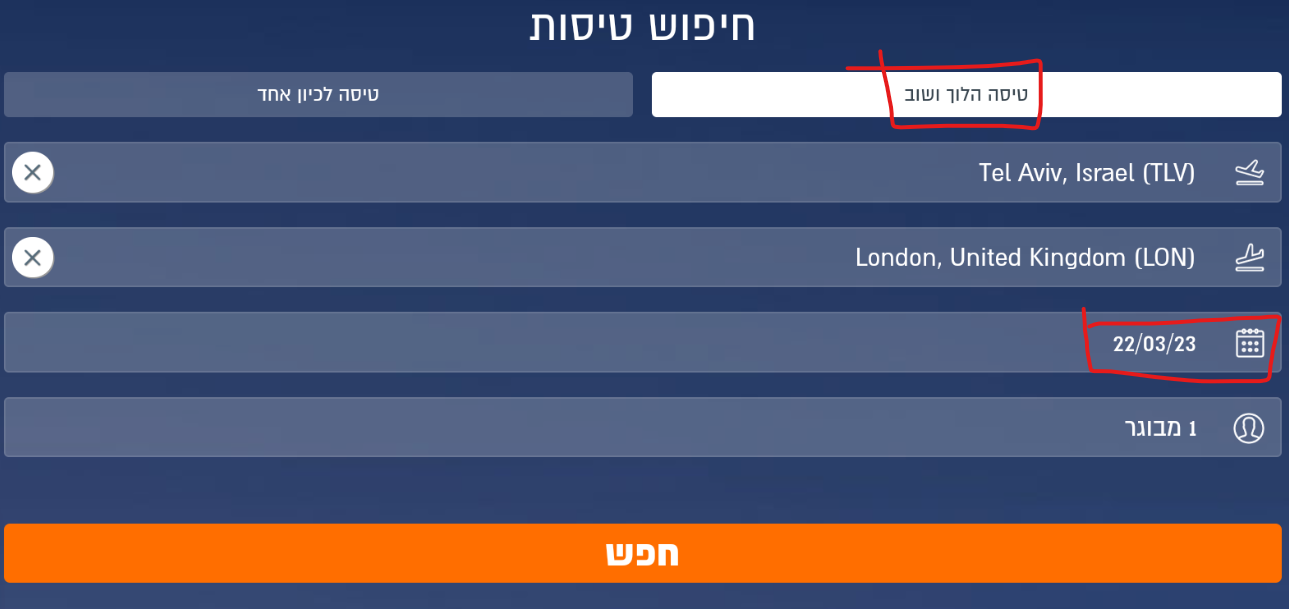 חיפוש טיסות
טיסה הלוך ושוב
טיסה לכיון אחד
Tel Aviv, Israel (TLV)
London, United Kingdom (LON)
22/03/23
1 מבוגר
חפש